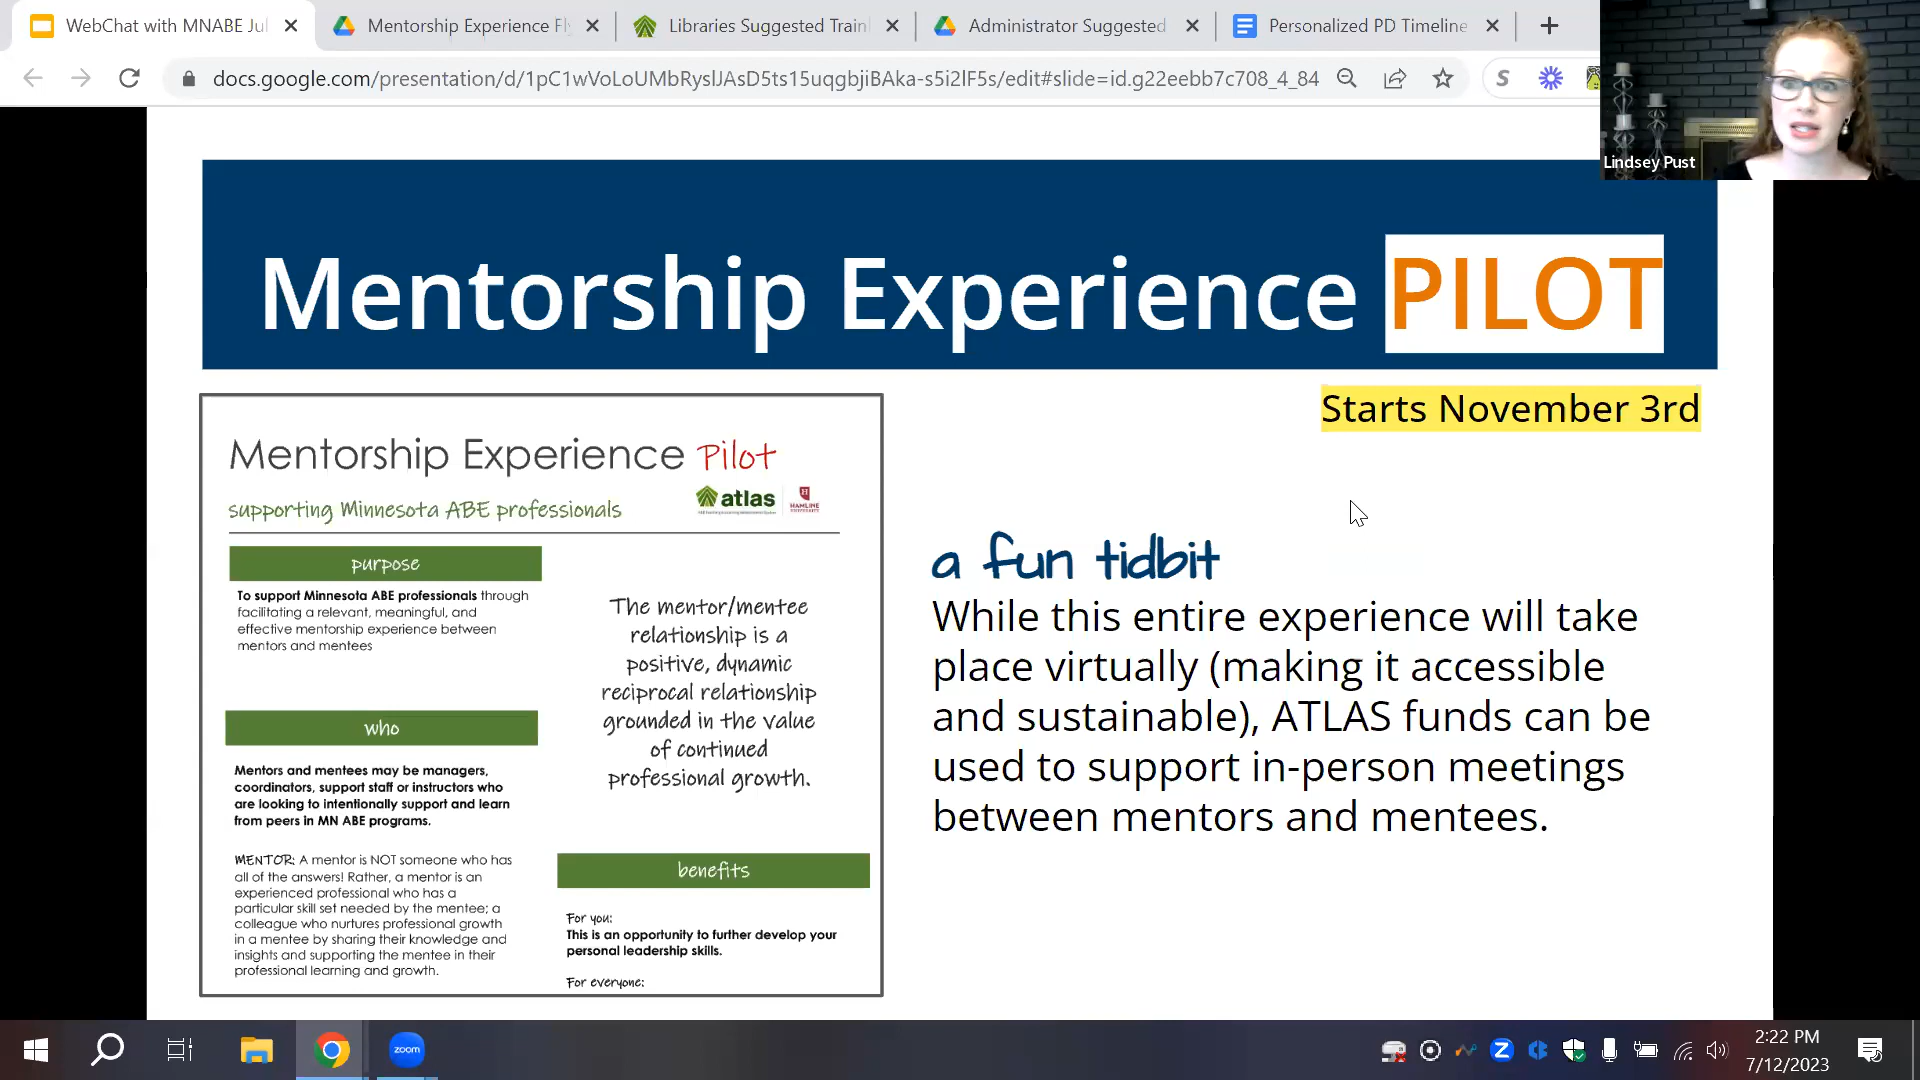 WebChat with MNABE Jul
Mentorship Experience Fly
Libraries Suggested Traini
Administrator Suggested
Personalized PD Timeline
docs.google.com/presentation/d/1pC1wVoLoUMbRyslJAsD5ts15uqgbjiBAka-s5i2lF5s/edit#slide=id.g22eebb7c708_4_84
Lindsey Pust
Mentorship Experience PILOT
Starts November 3rd
Mentorship Experience Pilot
supporting Minnesota ABE professionals
atlas
HAMLINE
UNIVERSITY
purpose
To support Minnesota ABE professionals through
facilitating a relevant, meaningful, and
effective mentorship experience between
mentors and mentees
The mentor/mentee
relationship is a
positive, dynamic
reciprocal relationship
grounded in the value
of continued
professional growth.
who
Mentors and mentees may be managers,
coordinators, support staff or instructors who
are looking to intentionally support and learn
from peers in MN ABE programs.
MENTOR: A mentor is NOT someone who has
all of the answers! Rather, a mentor is an
experienced professional who has a
particular skill set needed by the mentee; a
colleague who nurtures professional growth
in a mentee by sharing their knowledge and
insights and supporting the mentee in their
professional learning and growth.
benefits
For you:
This is an opportunity to further develop your
personal leadership skills.
For everyone:
a fun tidbit
While this entire experience will take
place virtually (making it accessible
and sustainable), ATLAS funds can be
used to support in-person meetings
between mentors and mentees.
zoom
2:22 PM
7/12/2023